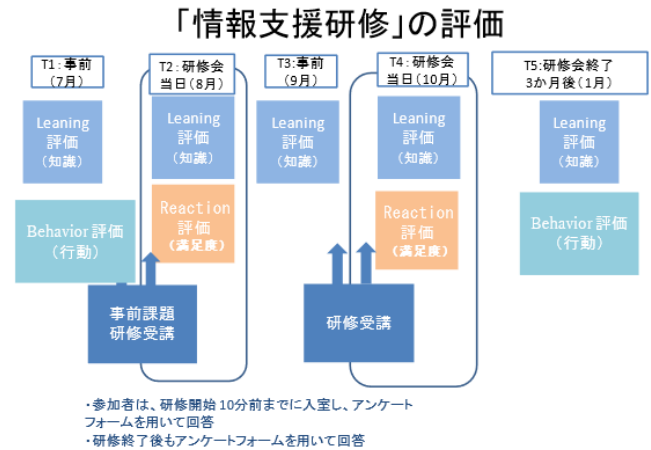 「情報支援研修」の評価
T1:事前
(7月)
T2:研修会
当日(8月)
T3:事前
(9月)
T4:研修会
当日(10月)
T5:研修会終了
3か月後(1月)
Leaning
評価
(知識)
Leaning
評価
(知識)
Leaning
評価
(知識)
Leaning
評価
(知識)
Leaning
評価
(知識)
Behavior 評価
(行動)
Reaction
評価
(満足度)
Reaction
評価
(満足度)
Behavior 評価
(行動)
事前課題
研修受講
研修受講
・参加者は、研修開始 10分前までに入室し、アンケート
フォームを用いて回答
・研修終了後もアンケートフォームを用いて回答